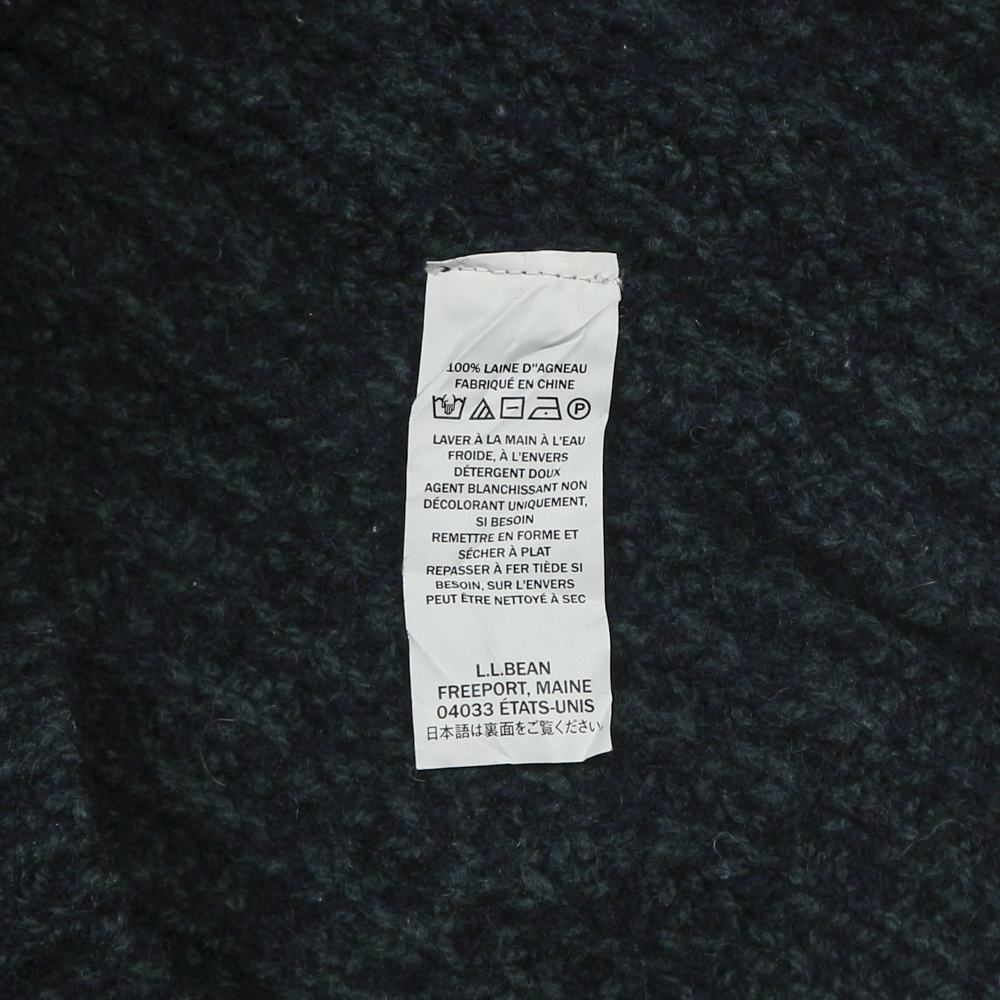 100% LAINE D"AGNEAU
FABRIQUÉ EN CHINE
P
LAVER À LA MAIN À L'EAU
FROIDE, À L'ENVERS
DÉTERGENT DOUX
AGENT BLANCHISSANT NON
DÉCOLORANT UNIQUEMENT,
SI BESOIN
REMETTRE EN FORME ET
SÉCHER À PLAT
REPASSER À FER TIÈDE SI
BESOIN, SUR L'ENVERS
PEUT ÊTRE NETTOYÉ À SEC
L.L.BEAN
FREEPORT, MAINE
04033 ÉTATS-UNIS
日本語は裏面をご覧ください。